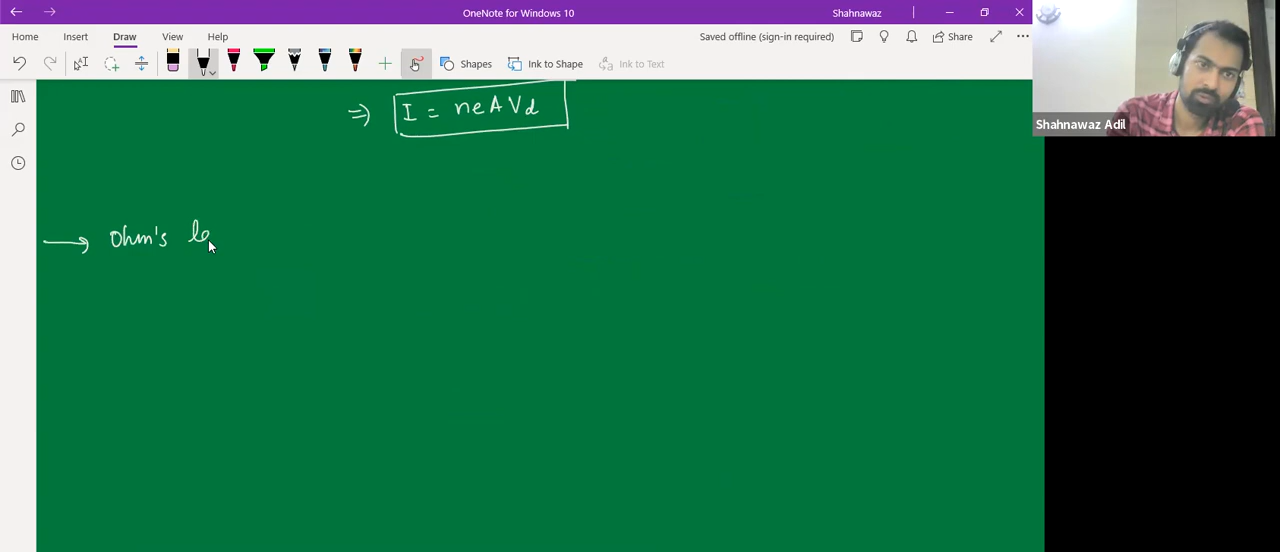 OneNote for Windows 10
Shahnawaz
Home Insert Draw View Help
Saved offline (sign-in required)
Share
Shapes
Ink to Shape
Ink to Text
Shahnawaz Adil
⇒ I = neAVd
→ Ohm's